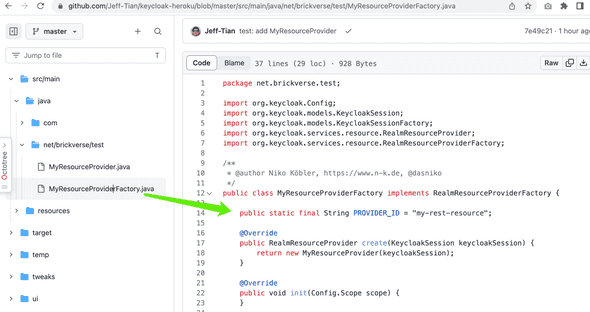 github.com/Jeff-Tian/keycloak-heroku/blob/master/src/main/java/net/brickverse/test/MyResourceProviderFactory.java
master
Jump to file
T
src/main
java
com
net/brickverse/test
MyResourceProvider.java
MyResourceProviderFactory.java
resources
target
temp
tweaks
ui
Octotree
Jeff-Tian test: add MyResourceProvider
7e49c21 · 1 hour ago
Code Blame 37 lines (29 loc) · 928 Bytes Raw
1 package net.brickverse.test;
2
3 import org.keycloak.Config;
4 import org.keycloak.models.KeycloakSession;
5 import org.keycloak.models.KeycloakSessionFactory;
6 import org.keycloak.services.resource.RealmResourceProvider;
7 import org.keycloak.services.resource.RealmResourceProviderFactory;
8
9 /**
10 * @author Niko Köbler, https://www.n-k.de, @dasniko
11 */
12 public class MyResourceProviderFactory implements RealmResourceProviderFactory {
13
14 public static final String PROVIDER_ID = "my-rest-resource";
15
16 @Override
17 public RealmResourceProvider create(KeycloakSession keycloakSession) {
18 return new MyResourceProvider(keycloakSession);
19 }
20
21 @Override
22 public void init(Config.Scope scope) {
23 }